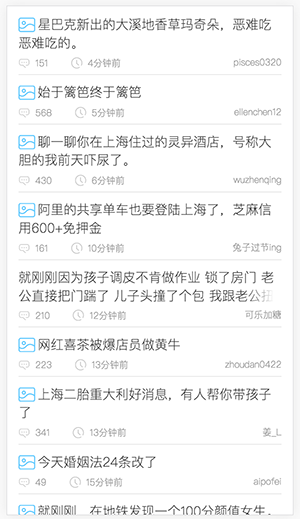 星巴克新出的大溪地香草玛奇朵，恶难吃
恶难吃的。
151 4分钟前 pisces0320
始于篱笆终于篱笆
568 5分钟前 ellenchen12
聊一聊你在上海住过的灵异酒店，号称大
胆的我前天吓尿了。
430 6分钟前 wuzhenqing
阿里的共享单车也要登陆上海了，芝麻信
用600+免押金
161 10分钟前 兔子过节ing
就刚刚因为孩子调皮不肯做作业 锁了房门 老
公直接把门踹了 儿子头撞了个包 我跟老公扭
210 12分钟前 可乐加糖
网红喜茶被爆店员做黄牛
223 13分钟前 zhoudan0422
上海二胎重大利好消息，有人帮你带孩子
了
341 13分钟前 姜_L
今天婚姻法24条改了
49 15分钟前 aipofei
就刚刚，在地铁发现一个100分颜值女生，